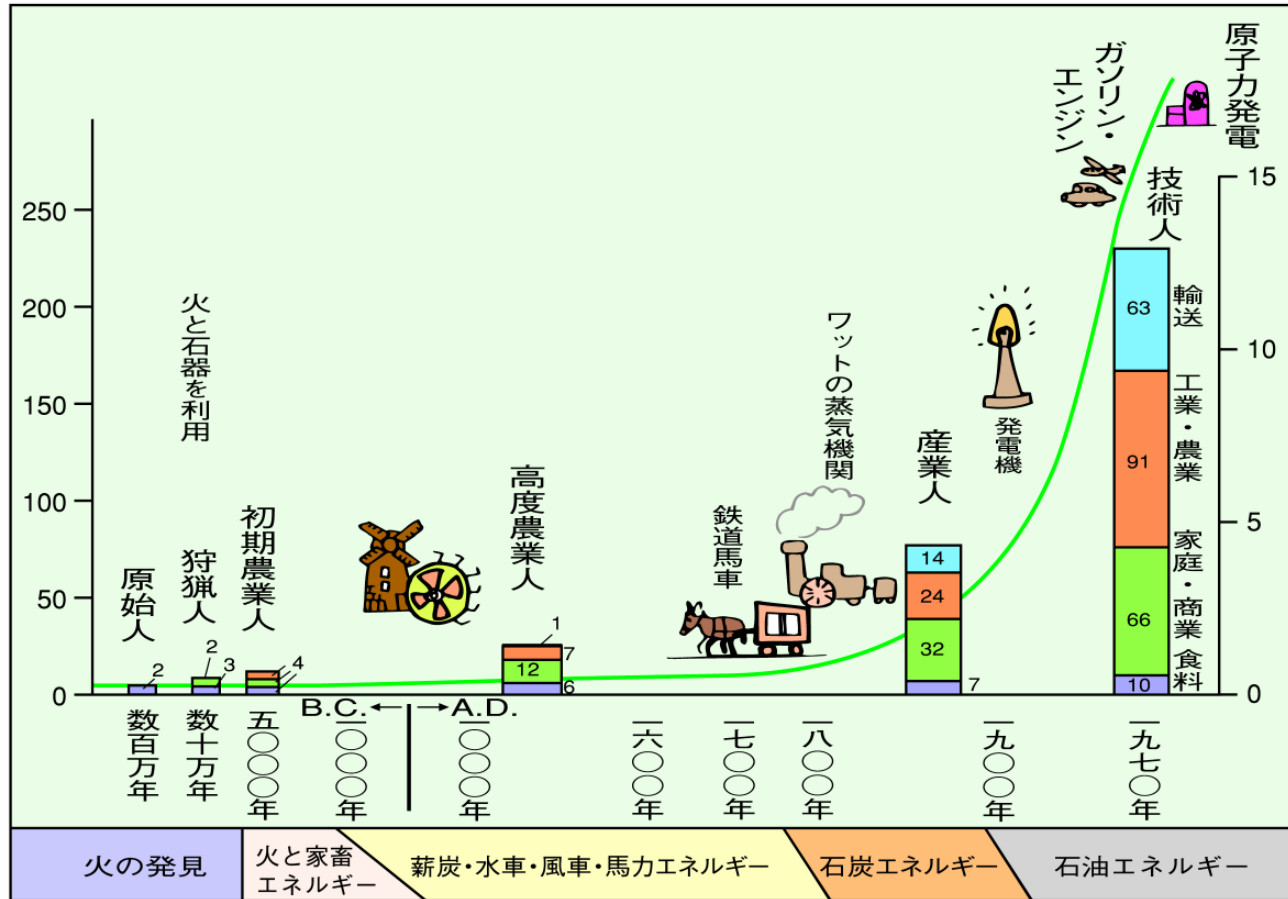 原子力発電
ガソリン・
エンジン
技術人
輸送
工業・農業
家庭・商業
食料
発電機
産業人
ワットの蒸気機関
鉄道馬車
高度農業人
初期農業人
狩猟人
原始人
火と石器を利用
250
200
150
100
50
0
15
10
5
0
2
2
3
4
1
7
12
6
14
24
32
7
63
91
66
10
B.C. ←→ A.D.
数百万年
数十万年
五〇〇〇年
一〇〇〇年
一〇〇〇年
一六〇〇年
一七〇〇年
一八〇〇年
一九〇〇年
一九七〇年
火の発見
火と家畜
エネルギー
薪炭・水車・風車・馬力エネルギー
石炭エネルギー
石油エネルギー